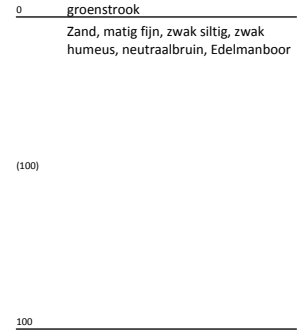 0 groenstrook
Zand, matig fijn, zwak siltig, zwak
humeus, neutraalbruin, Edelmanboor
(100)
100